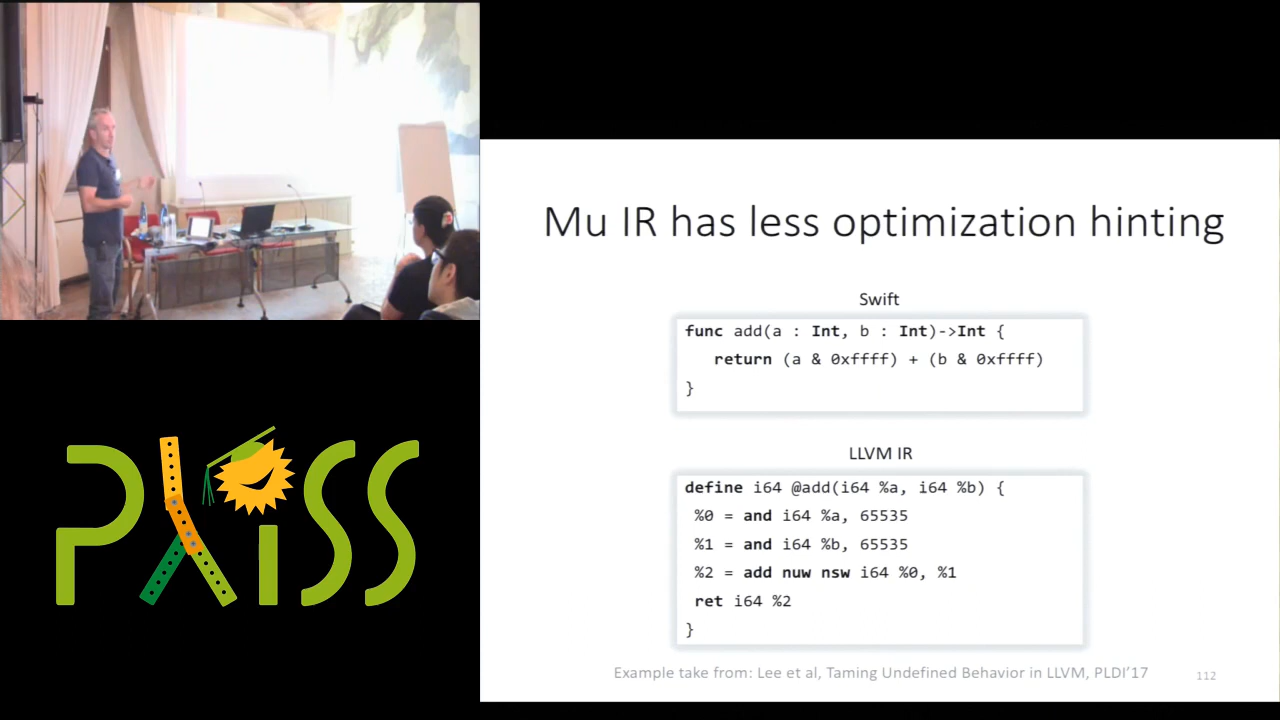 Mu IR has less optimization hinting
Swift
func add(a : Int, b : Int)->Int {
   return (a & 0xffff) + (b & 0xffff)
}
LLVM IR
define i64 @add(i64 %a, i64 %b) {
 %0 = and i64 %a, 65535
 %1 = and i64 %b, 65535
 %2 = add nuw nsw i64 %0, %1
 ret i64 %2
}
Example take from: Lee et al, Taming Undefined Behavior in LLVM, PLDI'17
112
PLISS